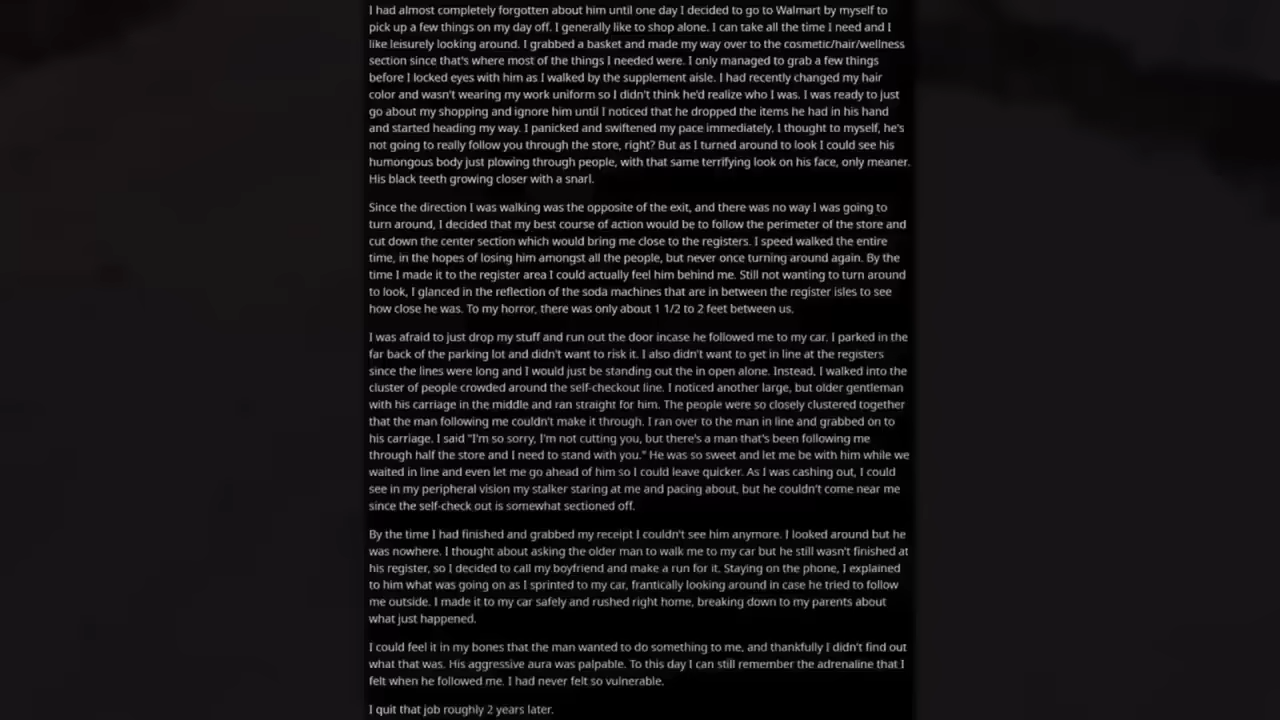 I had almost completely forgotten about him until one day I decided to go to Walmart by myself to
pick up a few things on my day off. I generally like to shop alone. I can take all the time I need and I
like leisurely looking around. I grabbed a basket and made my way over to the cosmetic/hair/wellness
section since that's where most of the things I needed were. I only managed to grab a few things
before I locked eyes with him as I walked by the supplement aisle. I had recently changed my hair
color and wasn't wearing my work uniform so I didn't think he'd realize who I was. I was ready to just
go about my shopping and ignore him until I noticed that he dropped the items he had in his hand
and started heading my way. I panicked and swiftened my pace immediately, I thought to myself, he's
not going to really follow you through the store, right? But as I turned around to look I could see his
humongous body just plowing through people, with that same terrifying look on his face, only meaner.
His black teeth growing closer with a snarl.
Since the direction I was walking was the opposite of the exit, and there was no way I was going to
turn around, I decided that my best course of action would be to follow the perimeter of the store and
cut down the center section which would bring me close to the registers. I speed walked the entire
time, in the hopes of losing him amongst all the people, but never once turning around again. By the
time I made it to the register area I could actually feel him behind me. Still not wanting to turn around
to look, I glanced in the reflection of the soda machines that are in between the register isles to see
how close he was. To my horror, there was only about 1 1/2 to 2 feet between us.
I was afraid to just drop my stuff and run out the door incase he followed me to my car. I parked in the
far back of the parking lot and didn't want to risk it. I also didn't want to get in line at the registers
since the lines were long and I would just be standing out the in open alone. Instead, I walked into the
cluster of people crowded around the self-checkout line. I noticed another large, but older gentleman
with his carriage in the middle and ran straight for him. The people were so closely clustered together
that the man following me couldn't make it through. I ran over to the man in line and grabbed on to
his carriage. I said "I'm so sorry, I'm not cutting you, but there's a man that's been following me
through half the store and I need to stand with you." He was so sweet and let me be with him while we
waited in line and even let me go ahead of him so I could leave quicker. As I was cashing out, I could
see in my peripheral vision my stalker staring at me and pacing about, but he couldn't come near me
since the self-check out is somewhat sectioned off.
By the time I had finished and grabbed my receipt I couldn't see him anymore. I looked around but he
was nowhere. I thought about asking the older man to walk me to my car but he still wasn't finished at
his register, so I decided to call my boyfriend and make a run for it. Staying on the phone, I explained
to him what was going on as I sprinted to my car, frantically looking around in case he tried to follow
me outside. I made it to my car safely and rushed right home, breaking down to my parents about
what just happened.
I could feel it in my bones that the man wanted to do something to me, and thankfully I didn't find out
what that was. His aggressive aura was palpable. To this day I can still remember the adrenaline that I
felt when he followed me. I had never felt so vulnerable.
I quit that job roughly 2 years later.